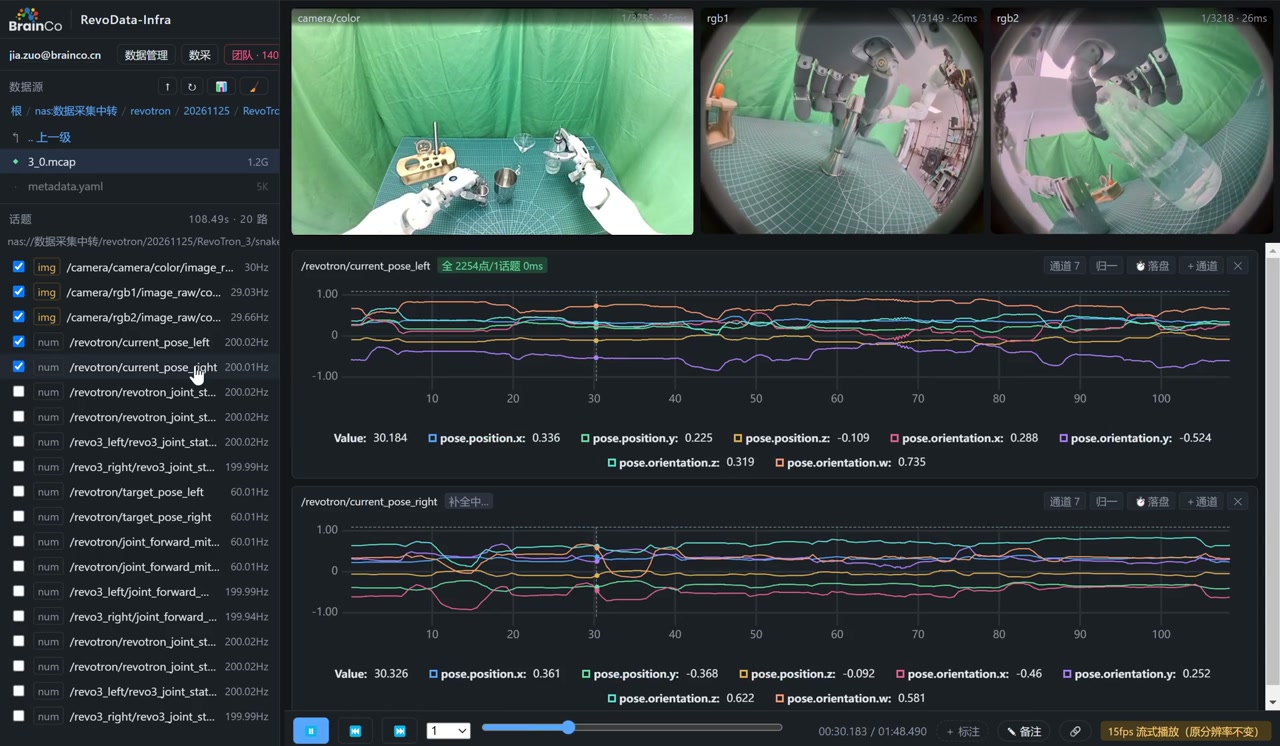 BrainCo RevoData-Infra
jia.zuo@brainco.cn 数据管理 数采 团队 · 140
数据源
根 / nas:数据采集中转 / revotron / 20261125 / RevoTro
↰ .. 上一级
3_0.mcap 1.2G
metadata.yaml 5K
话题 108.49s · 20 路
nas://数据采集中转/revotron/20261125/RevoTron_3/snake
img /camera/camera/color/image_r... 30Hz
img /camera/rgb1/image_raw/co... 29.03Hz
img /camera/rgb2/image_raw/co... 29.66Hz
num /revotron/current_pose_left 200.02Hz
num /revotron/current_pose_right 200.01Hz
num /revotron/revotron_joint_st... 200.02Hz
num /revotron/revotron_joint_st... 200.02Hz
num /revo3_left/revo3_joint_stat... 200.02Hz
num /revo3_right/revo3_joint_st... 199.99Hz
num /revotron/target_pose_left 60.01Hz
num /revotron/target_pose_right 60.01Hz
num /revotron/joint_forward_mit... 60.01Hz
num /revotron/joint_forward_mit... 60.01Hz
num /revo3_left/joint_forward_... 199.99Hz
num /revo3_right/joint_forward_... 199.94Hz
num /revotron/revotron_joint_st... 200.02Hz
num /revotron/revotron_joint_st... 200.02Hz
num /revo3_left/revo3_joint_stat... 200.02Hz
num /revo3_right/revo3_joint_st... 199.99Hz
camera/color 1/3255 · 26ms
rgb1 1/3149 · 26ms
rgb2 1/3218 · 26ms
/revotron/current_pose_left 全 2254点/1话题 0ms 通道 7 归一 落盘 +通道 ×
1.00
0
-1.00
10 20 30 40 50 60 70 80 90 100
Value: 30.184 pose.position.x: 0.336 pose.position.y: 0.225 pose.position.z: -0.109 pose.orientation.x: 0.288 pose.orientation.y: -0.524
pose.orientation.z: 0.319 pose.orientation.w: 0.735
/revotron/current_pose_right 补全中... 通道 7 归一 落盘 +通道 ×
1.00
0
-1.00
10 20 30 40 50 60 70 80 90 100
Value: 30.326 pose.position.x: 0.361 pose.position.y: -0.368 pose.position.z: -0.092 pose.orientation.x: -0.46 pose.orientation.y: 0.252
pose.orientation.z: 0.622 pose.orientation.w: 0.581
1 00:30.183 / 01:48.490 + 标注 备注 15fps 流式播放（原分辨率不变）